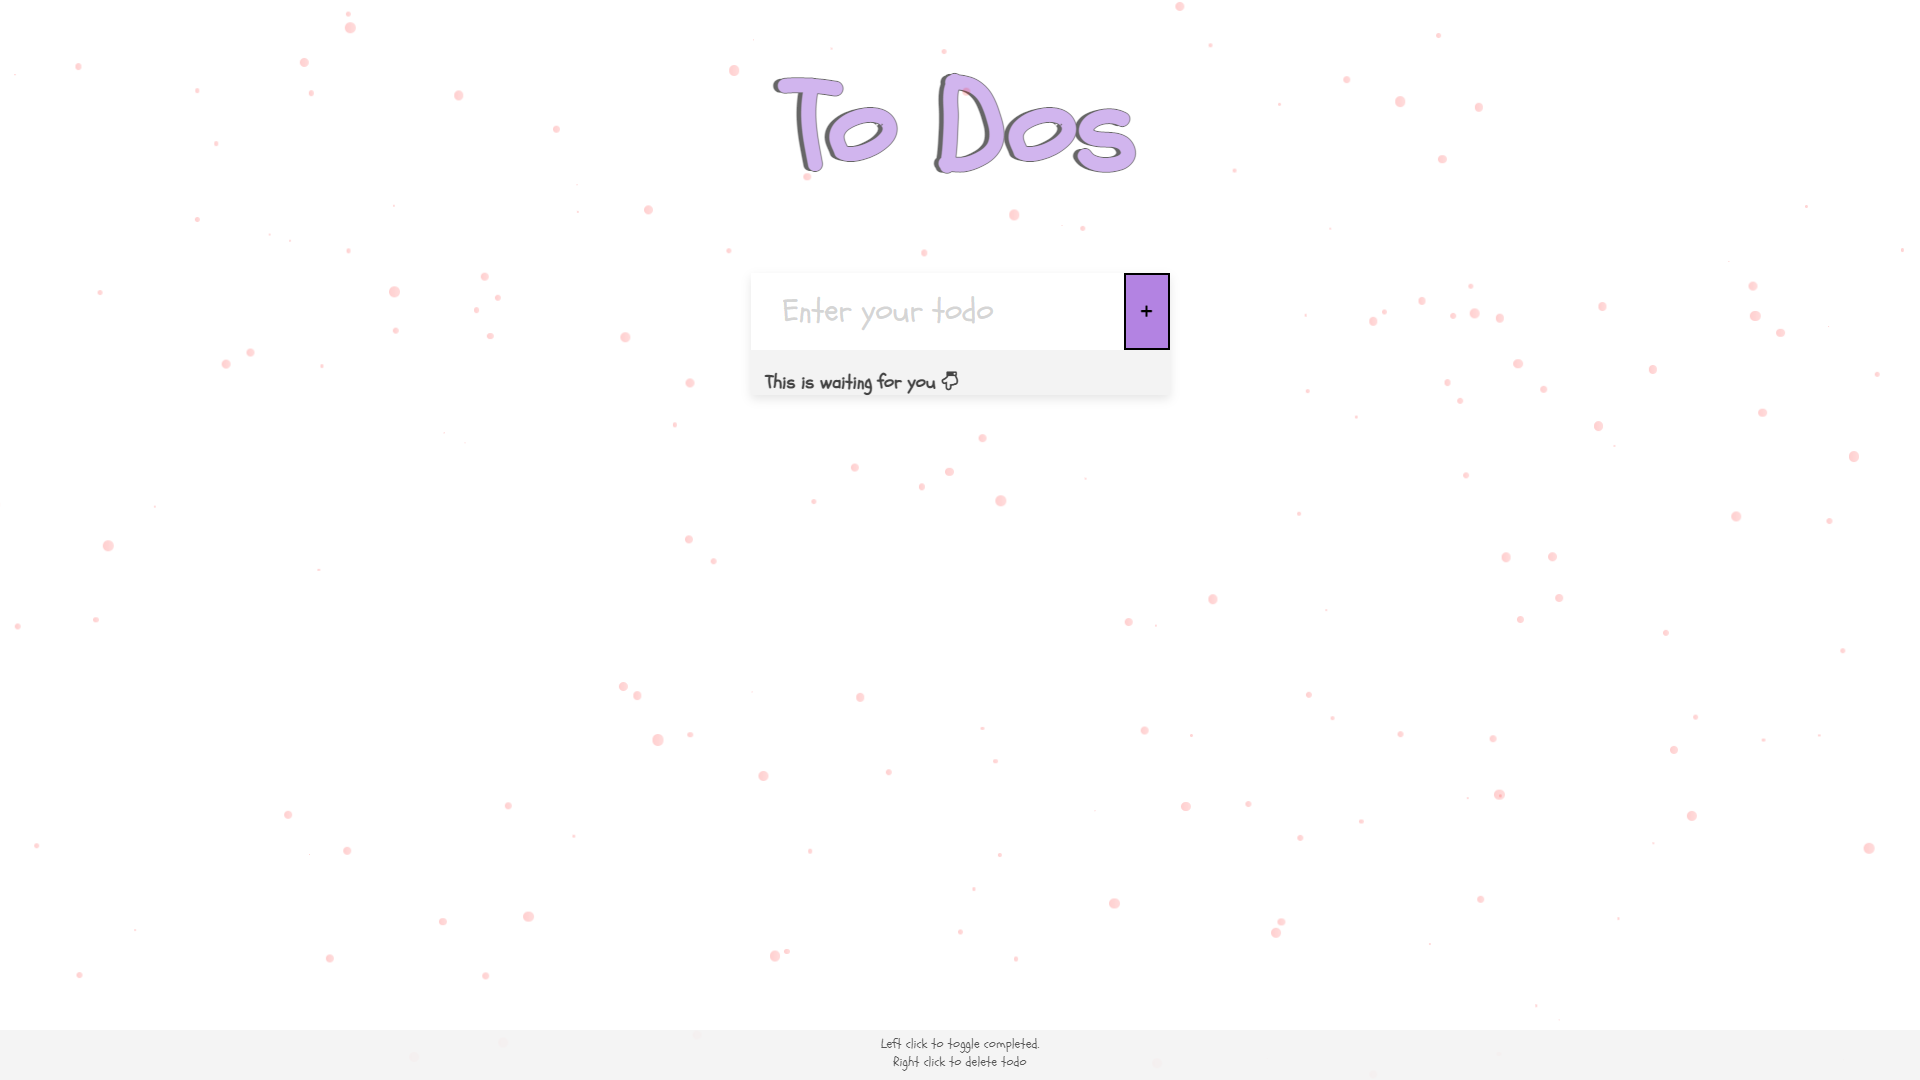 To Dos
Enter your todo
+
This is waiting for you 👇
Left click to toggle completed.
Right click to delete todo